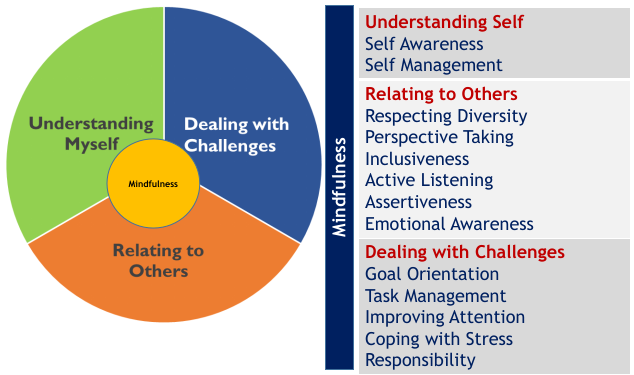 Understanding
Myself
Dealing with
Challenges
Mindfulness
Relating to
Others
Mindfulness
Understanding Self
Self Awareness
Self Management
Relating to Others
Respecting Diversity
Perspective Taking
Inclusiveness
Active Listening
Assertiveness
Emotional Awareness
Dealing with Challenges
Goal Orientation
Task Management
Improving Attention
Coping with Stress
Responsibility